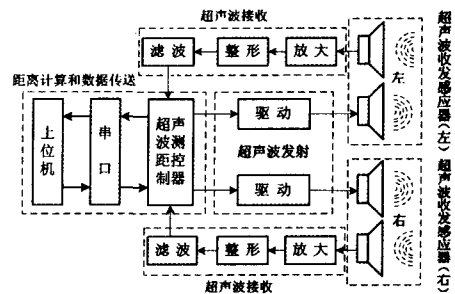 超声波接收
滤波
整形
放大
左
超声波收发感应器(左)
距离计算和数据传送
上位机
串口
超声波测距控制器
驱动
超声波发射
驱动
右
超声波收发感应器(右)
滤波
整形
放大
超声波接收